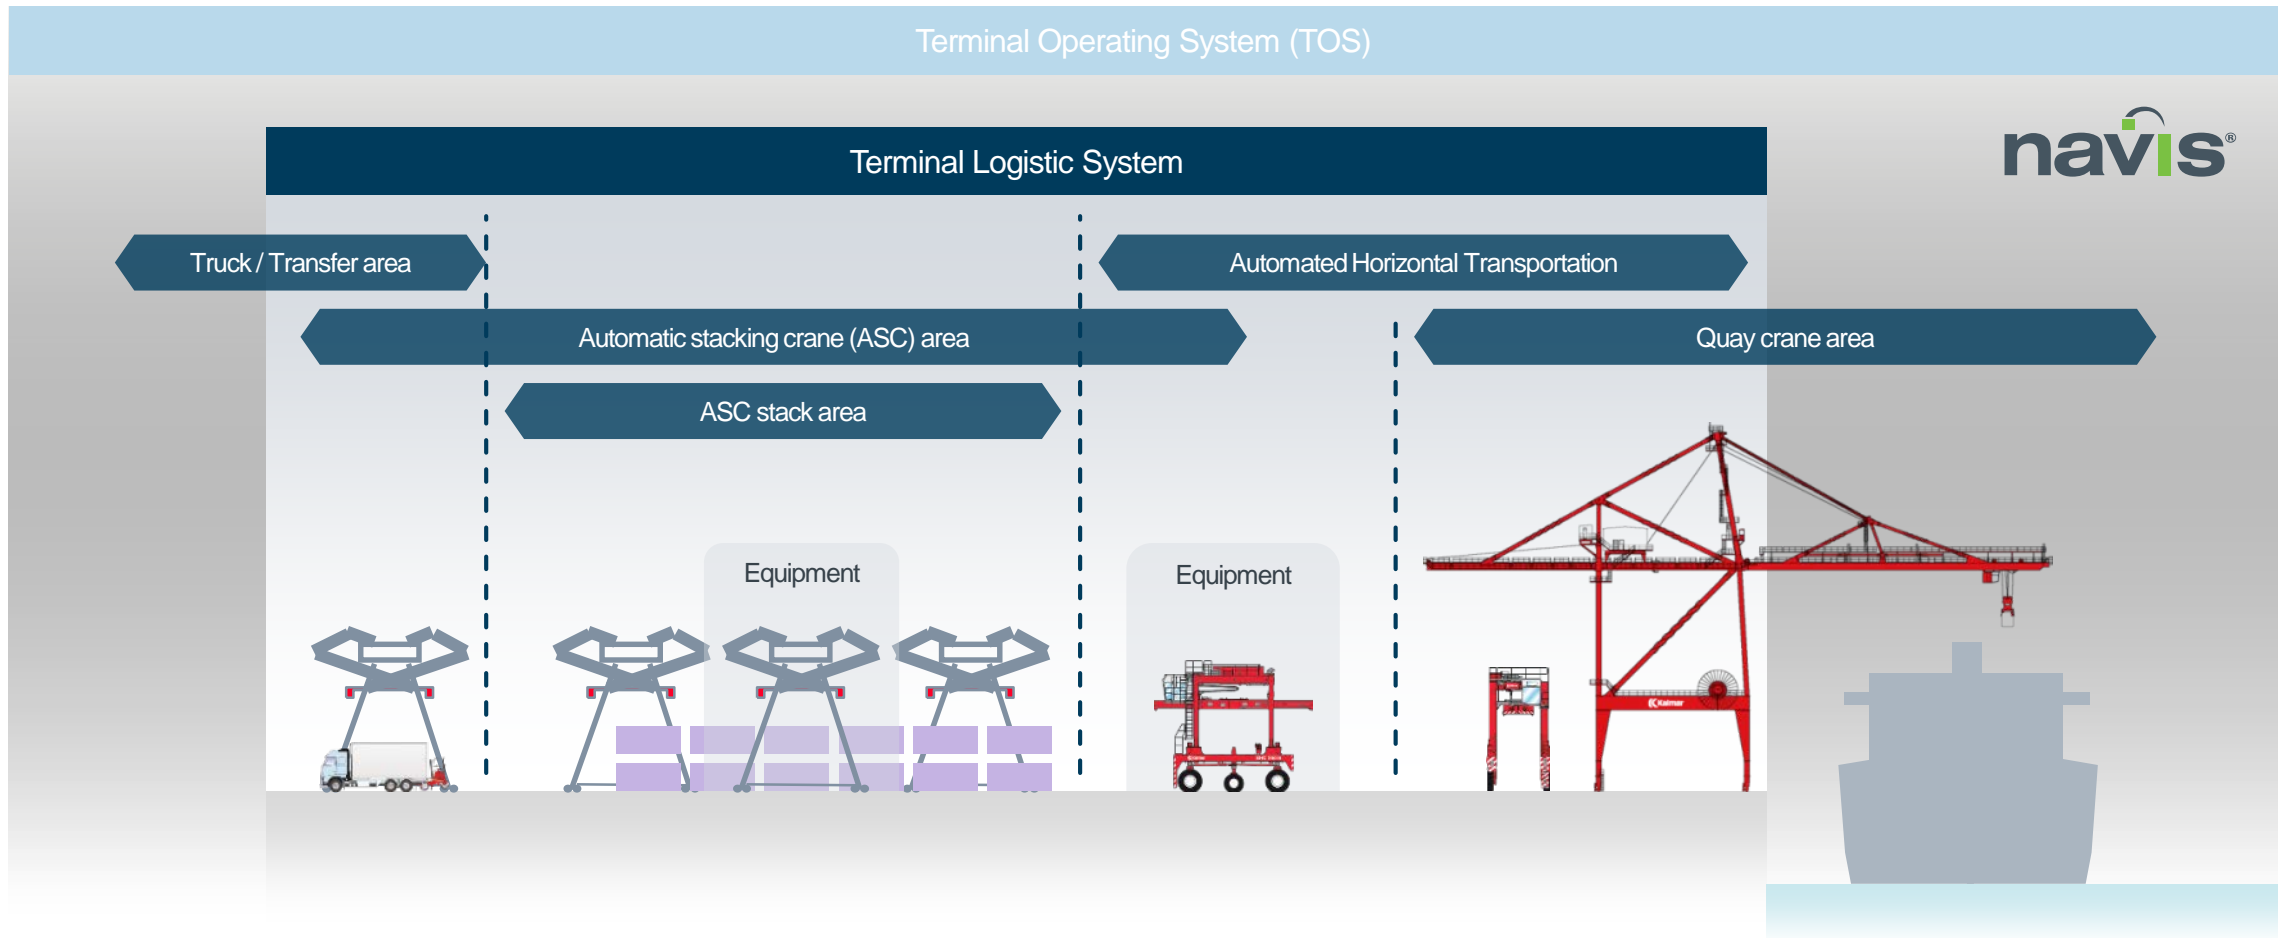 Terminal Operating System (TOS)
navis®
Terminal Logistic System
Truck / Transfer area
Automated Horizontal Transportation
Automatic stacking crane (ASC) area
Quay crane area
ASC stack area
Equipment
Equipment
Kalmar